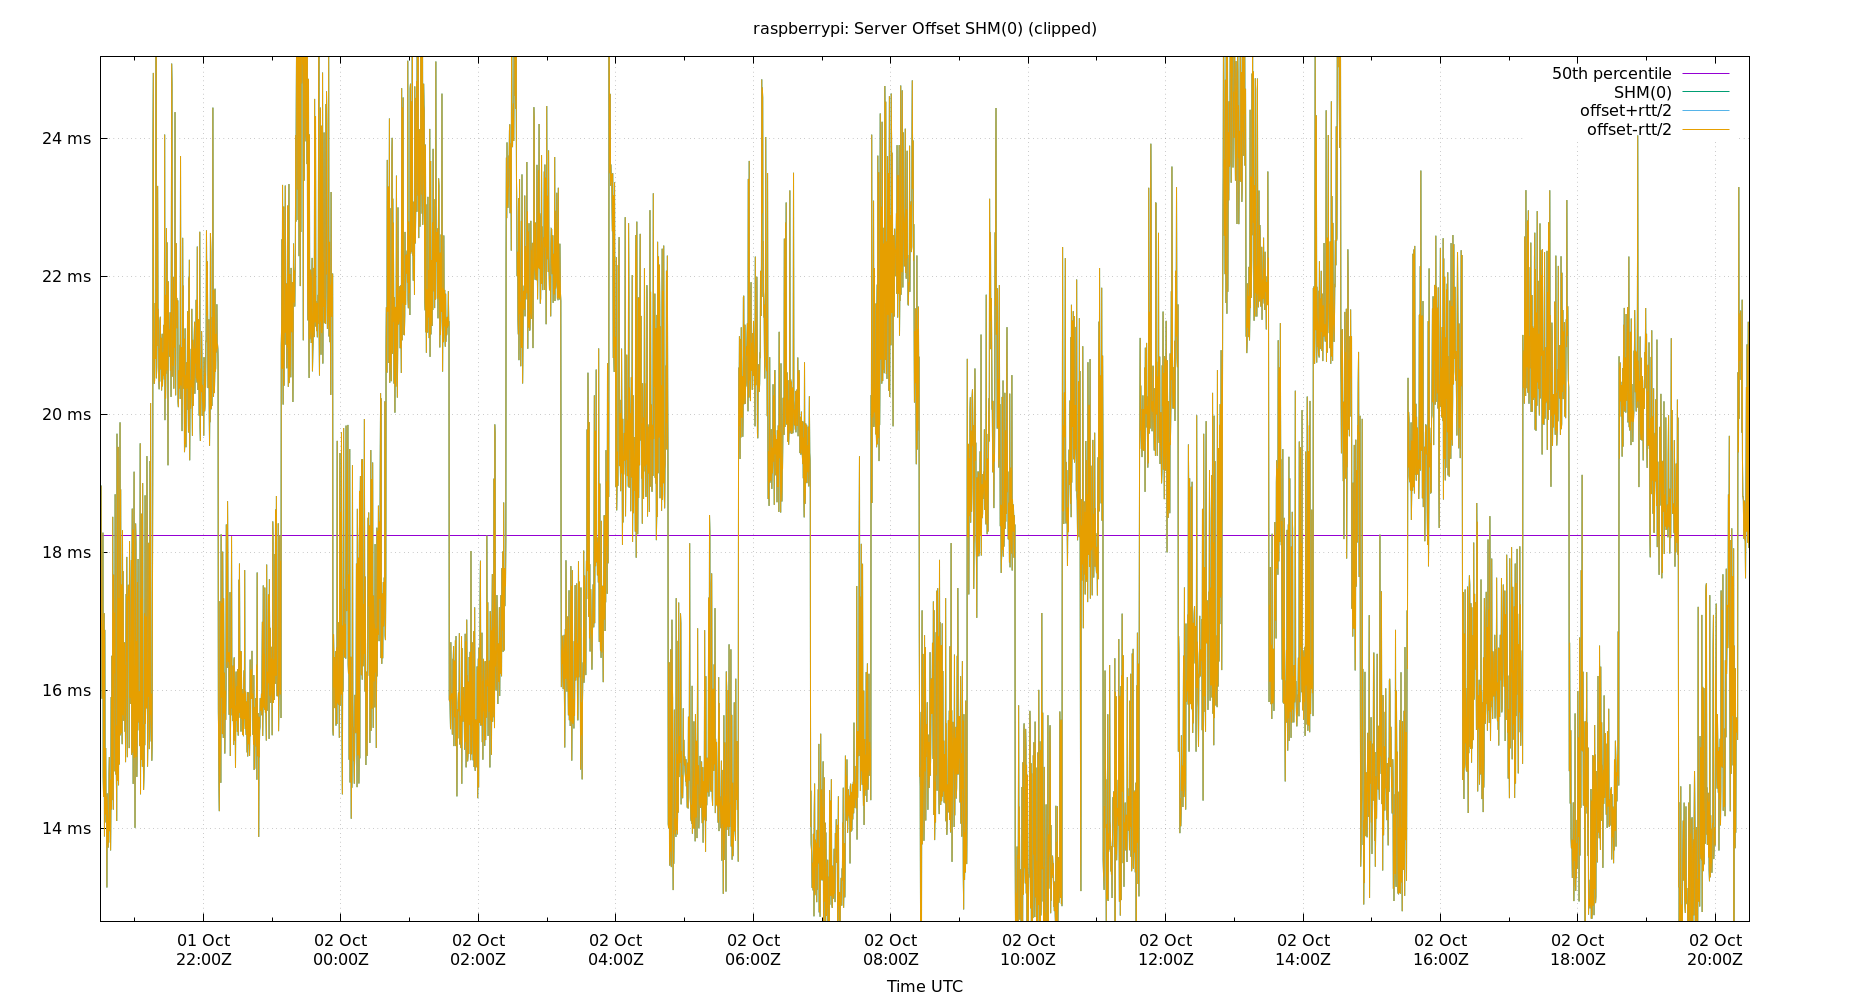 raspberrypi: Server Offset SHM(0) (clipped)
50th percentile
SHM(0)
offset+rtt/2
offset-rtt/2
24 ms
22 ms
20 ms
18 ms
16 ms
14 ms
01 Oct 02 Oct 02 Oct 02 Oct 02 Oct 02 Oct 02 Oct 02 Oct 02 Oct 02 Oct 02 Oct 02 Oct
22:00Z 00:00Z 02:00Z 04:00Z 06:00Z 08:00Z 10:00Z 12:00Z 14:00Z 16:00Z 18:00Z 20:00Z
Time UTC